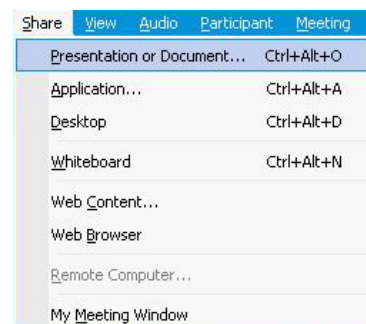 Share View Audio Participant Meeting
Presentation or Document... Ctrl+Alt+O
Application... Ctrl+Alt+A
Desktop Ctrl+Alt+D
Whiteboard Ctrl+Alt+N
Web Content...
Web Browser
Remote Computer...
My Meeting Window